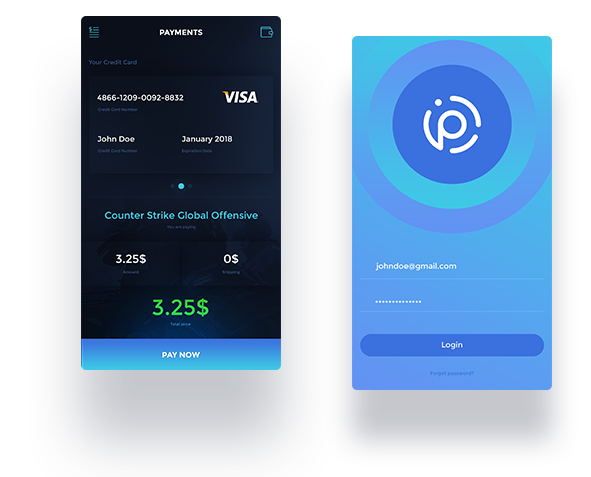 PAYMENTS
Your Credit Card
4866-1209-0092-8832
VISA
Credit Card Number
John Doe
January 2018
Credit Card Number
Expiration Date
Counter Strike Global Offensive
You are paying
3.25$
0$
Amount
Shipping
3.25$
Total price
PAY NOW
johndoe@gmail.com
Login
Forgot password?